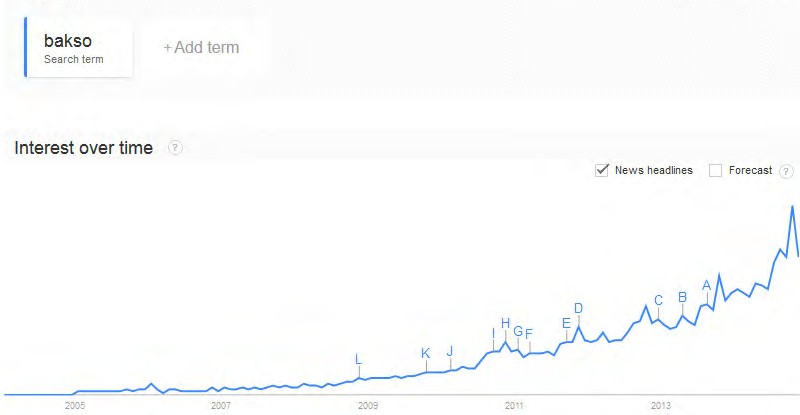 bakso
Search term
+ Add term
Interest over time ?
News headlines
Forecast ?
A
B
C
D
E
F
G
H
I
J
K
L
2005
2007
2009
2011
2013